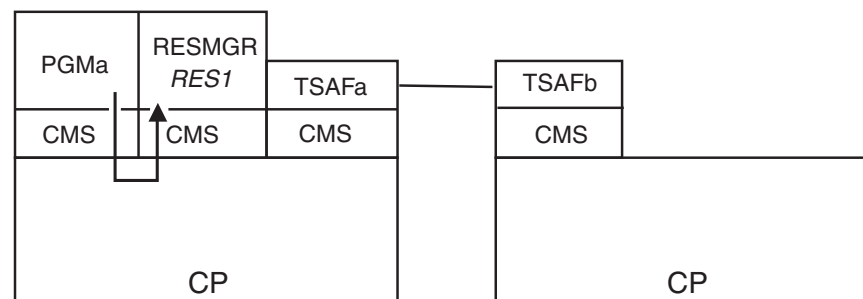 PGMa
RESMGR
RES1
TSAFa
TSAFb
CMS
CMS
CMS
CMS
CP
CP